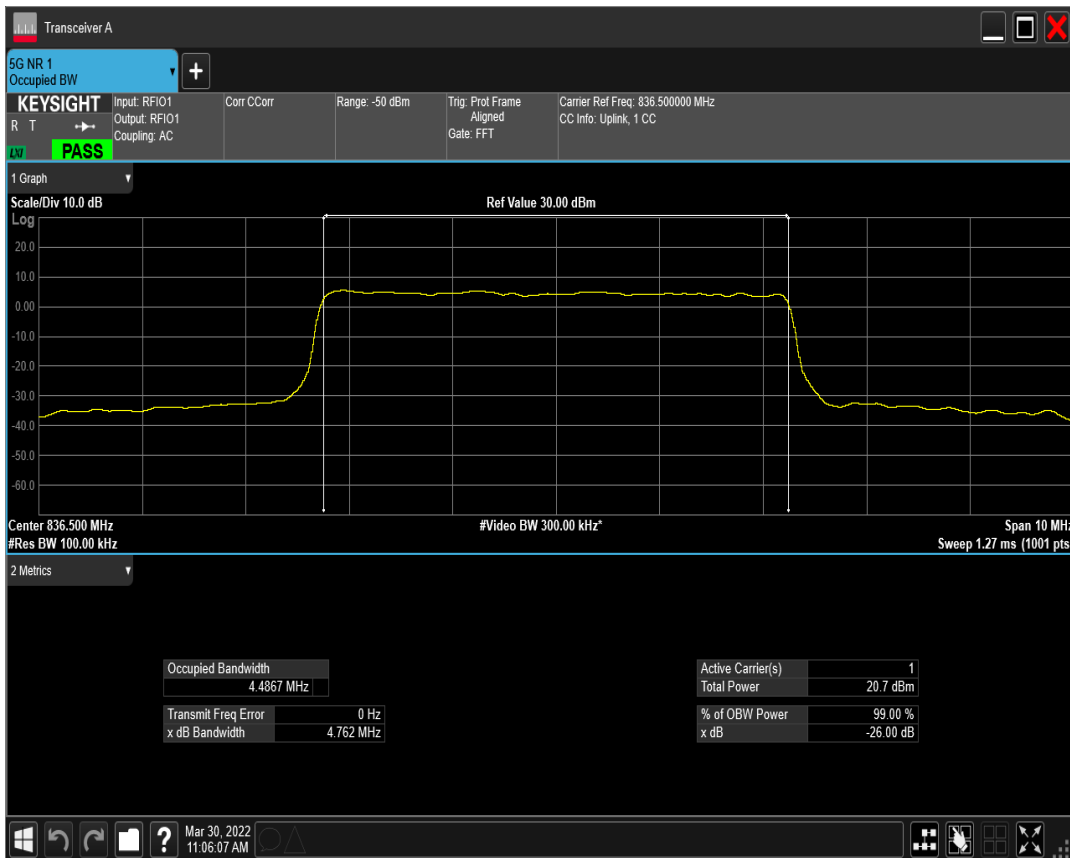 Transceiver A
5G NR 1
Occupied BW
+
KEYSIGHT
R T
LXI
PASS
Input: RFIO1
Output: RFIO1
Coupling: AC
Corr CCorr
Range: -50 dBm
Trig: Prot Frame
Aligned
Gate: FFT
Carrier Ref Freq: 836.500000 MHz
CC Info: Uplink, 1 CC
1 Graph
Scale/Div 10.0 dB
Ref Value 30.00 dBm
Log
20.0
10.0
0.00
-10.0
-20.0
-30.0
-40.0
-50.0
-60.0
Center 836.500 MHz
#Video BW 300.00 kHz*
Span 10 MHz
#Res BW 100.00 kHz
Sweep 1.27 ms (1001 pts
2 Metrics
Occupied Bandwidth
4.4867 MHz
Transmit Freq Error 0 Hz
x dB Bandwidth 4.762 MHz
Active Carrier(s) 1
Total Power 20.7 dBm
% of OBW Power 99.00 %
x dB -26.00 dB
?
Mar 30, 2022
11:06:07 AM